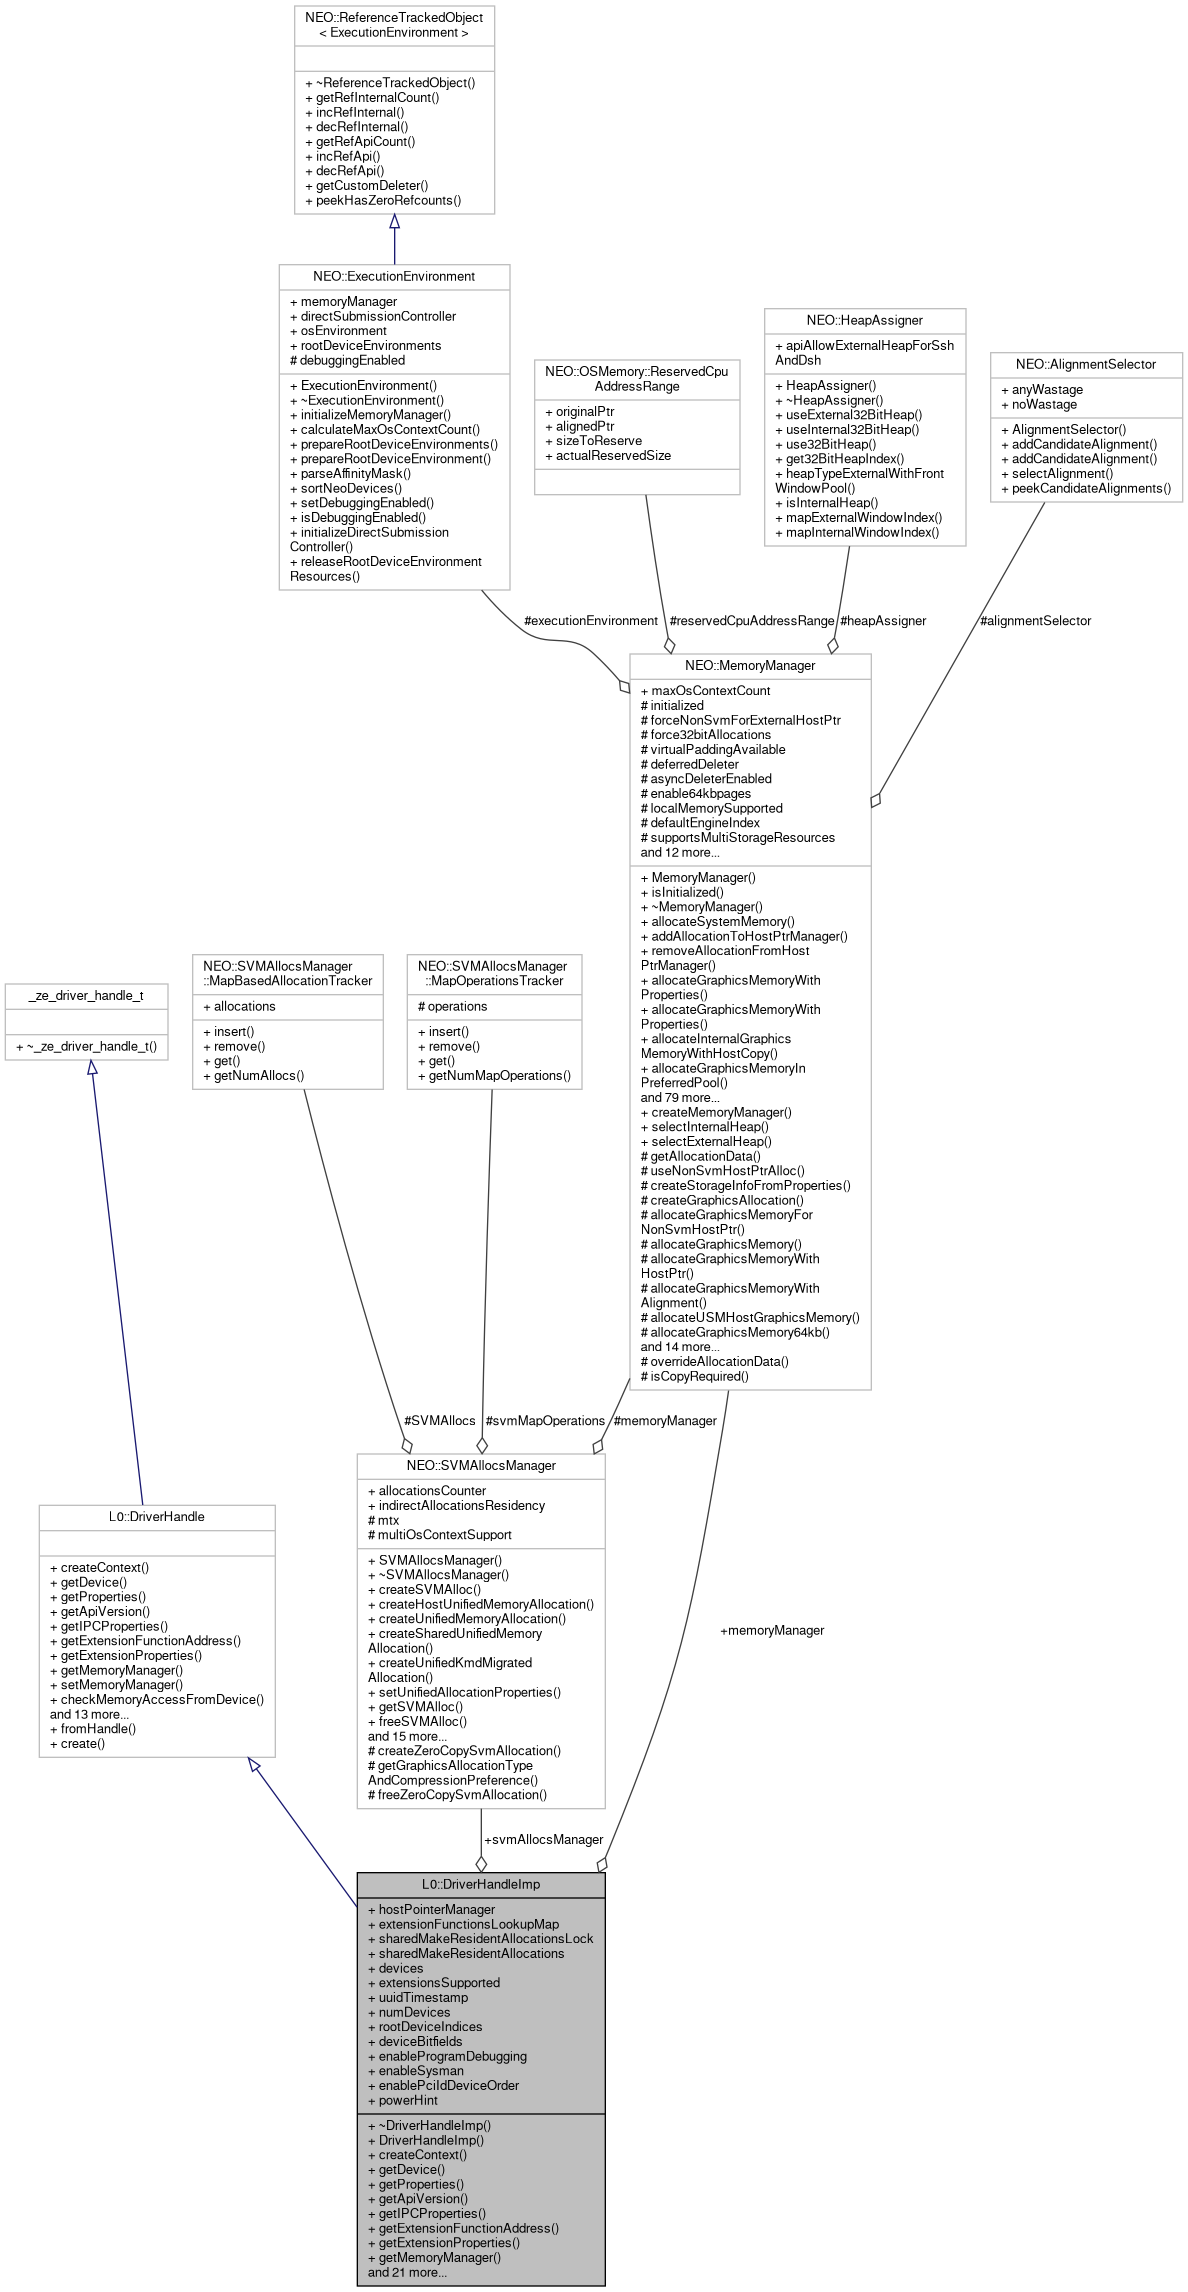 NEO::ReferenceTrackedObject
< ExecutionEnvironment >
+ ~ReferenceTrackedObject()
+ getRefInternalCount()
+ incRefInternal()
+ decRefInternal()
+ getRefApiCount()
+ incRefApi()
+ decRefApi()
+ getCustomDeleter()
+ peekHasZeroRefcounts()
NEO::ExecutionEnvironment
+ memoryManager
+ directSubmissionController
+ osEnvironment
+ rootDeviceEnvironments
# debuggingEnabled
+ ExecutionEnvironment()
+ ~ExecutionEnvironment()
+ initializeMemoryManager()
+ calculateMaxOsContextCount()
+ prepareRootDeviceEnvironments()
+ prepareRootDeviceEnvironment()
+ parseAffinityMask()
+ sortNeoDevices()
+ setDebuggingEnabled()
+ isDebuggingEnabled()
+ initializeDirectSubmission
Controller()
+ releaseRootDeviceEnvironment
Resources()
NEO::OSMemory::ReservedCpu
AddressRange
+ originalPtr
+ alignedPtr
+ sizeToReserve
+ actualReservedSize
NEO::HeapAssigner
+ apiAllowExternalHeapForSsh
AndDsh
+ HeapAssigner()
+ ~HeapAssigner()
+ useExternal32BitHeap()
+ useInternal32BitHeap()
+ use32BitHeap()
+ get32BitHeapIndex()
+ heapTypeExternalWithFront
WindowPool()
+ isInternalHeap()
+ mapExternalWindowIndex()
+ mapInternalWindowIndex()
NEO::AlignmentSelector
+ anyWastage
+ noWastage
+ AlignmentSelector()
+ addCandidateAlignment()
+ addCandidateAlignment()
+ selectAlignment()
+ peekCandidateAlignments()
#executionEnvironment
#reservedCpuAddressRange
#heapAssigner
#alignmentSelector
NEO::MemoryManager
+ maxOsContextCount
# initialized
# forceNonSvmForExternalHostPtr
# force32bitAllocations
# virtualPaddingAvailable
# deferredDeleter
# asyncDeleterEnabled
# enable64kbpages
# localMemorySupported
# defaultEngineIndex
# supportsMultiStorageResources
and 12 more...
+ MemoryManager()
+ isInitialized()
+ ~MemoryManager()
+ allocateSystemMemory()
+ addAllocationToHostPtrManager()
+ removeAllocationFromHost
PtrManager()
+ allocateGraphicsMemoryWith
Properties()
+ allocateGraphicsMemoryWith
Properties()
+ allocateInternalGraphics
MemoryWithHostCopy()
+ allocateGraphicsMemoryIn
PreferredPool()
and 79 more...
+ createMemoryManager()
+ selectInternalHeap()
+ selectExternalHeap()
# getAllocationData()
# useNonSvmHostPtrAlloc()
# createStorageInfoFromProperties()
# createGraphicsAllocation()
# allocateGraphicsMemoryFor
NonSvmHostPtr()
# allocateGraphicsMemory()
# allocateGraphicsMemoryWith
HostPtr()
# allocateGraphicsMemoryWith
Alignment()
# allocateUSMHostGraphicsMemory()
# allocateGraphicsMemory64kb()
and 14 more...
# overrideAllocationData()
# isCopyRequired()
NEO::SVMAllocsManager
::MapBasedAllocationTracker
+ allocations
+ insert()
+ remove()
+ get()
+ getNumAllocs()
NEO::SVMAllocsManager
::MapOperationsTracker
# operations
+ insert()
+ remove()
+ get()
+ getNumMapOperations()
_ze_driver_handle_t
+ ~_ze_driver_handle_t()
#SVMAllocs
#svmMapOperations
#memoryManager
NEO::SVMAllocsManager
+ allocationsCounter
+ indirectAllocationsResidency
# mtx
# multiOsContextSupport
+ SVMAllocsManager()
+ ~SVMAllocsManager()
+ createSVMAlloc()
+ createHostUnifiedMemoryAllocation()
+ createUnifiedMemoryAllocation()
+ createSharedUnifiedMemory
Allocation()
+ createUnifiedKmdMigrated
Allocation()
+ setUnifiedAllocationProperties()
+ getSVMAlloc()
+ freeSVMAlloc()
and 15 more...
# createZeroCopySvmAllocation()
# getGraphicsAllocationType
AndCompressionPreference()
# freeZeroCopySvmAllocation()
L0::DriverHandle
+ createContext()
+ getDevice()
+ getProperties()
+ getApiVersion()
+ getIPCProperties()
+ getExtensionFunctionAddress()
+ getExtensionProperties()
+ getMemoryManager()
+ setMemoryManager()
+ checkMemoryAccessFromDevice()
and 13 more...
+ fromHandle()
+ create()
+memoryManager
+svmAllocsManager
L0::DriverHandleImp
+ hostPointerManager
+ extensionFunctionsLookupMap
+ sharedMakeResidentAllocationsLock
+ sharedMakeResidentAllocations
+ devices
+ extensionsSupported
+ uuidTimestamp
+ numDevices
+ rootDeviceIndices
+ deviceBitfields
+ enableProgramDebugging
+ enableSysman
+ enablePciIdDeviceOrder
+ powerHint
+ ~DriverHandleImp()
+ DriverHandleImp()
+ createContext()
+ getDevice()
+ getProperties()
+ getApiVersion()
+ getIPCProperties()
+ getExtensionFunctionAddress()
+ getExtensionProperties()
+ getMemoryManager()
and 21 more...